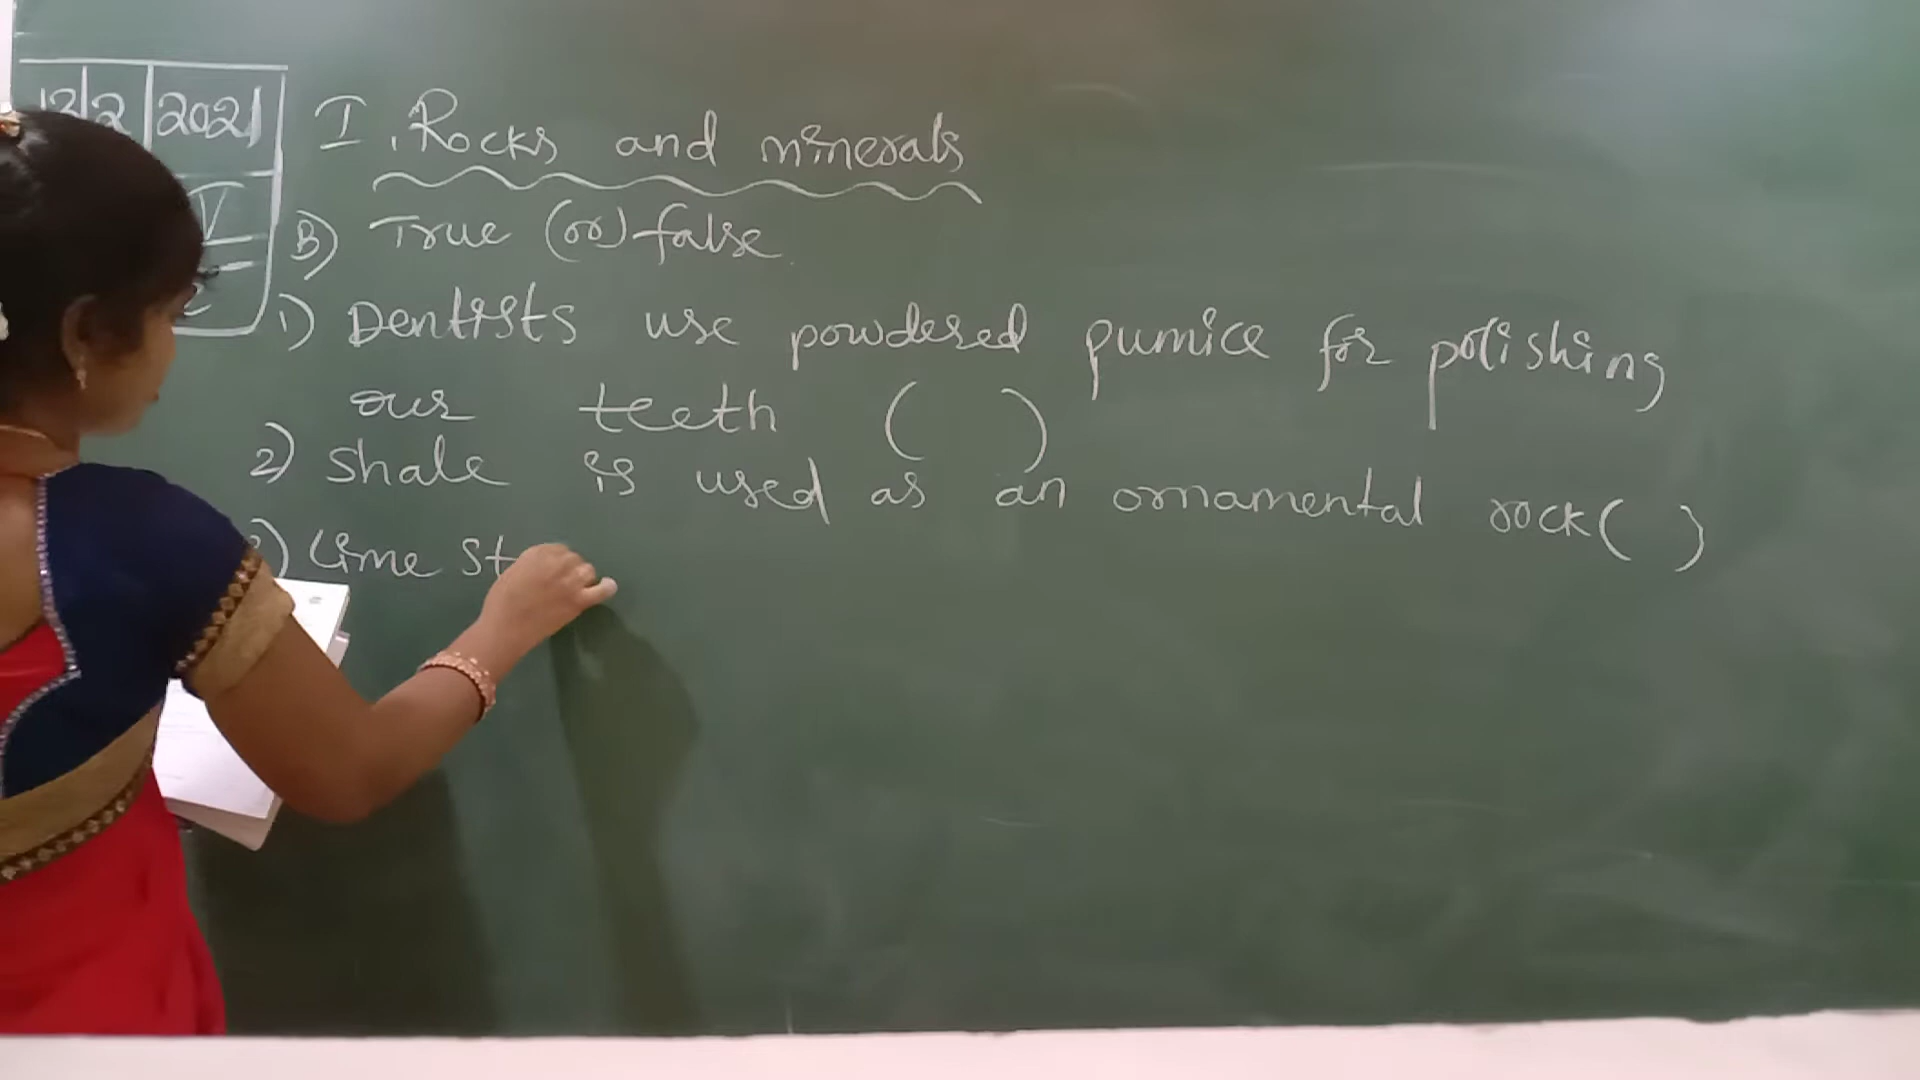 2 2021
V
I. Rocks and minerals
B) True (or) false
1) Dentists use powdered pumice for polishing
our teeth ( )
2) Shale is used as an ornamental rock ( )
3) Lime st